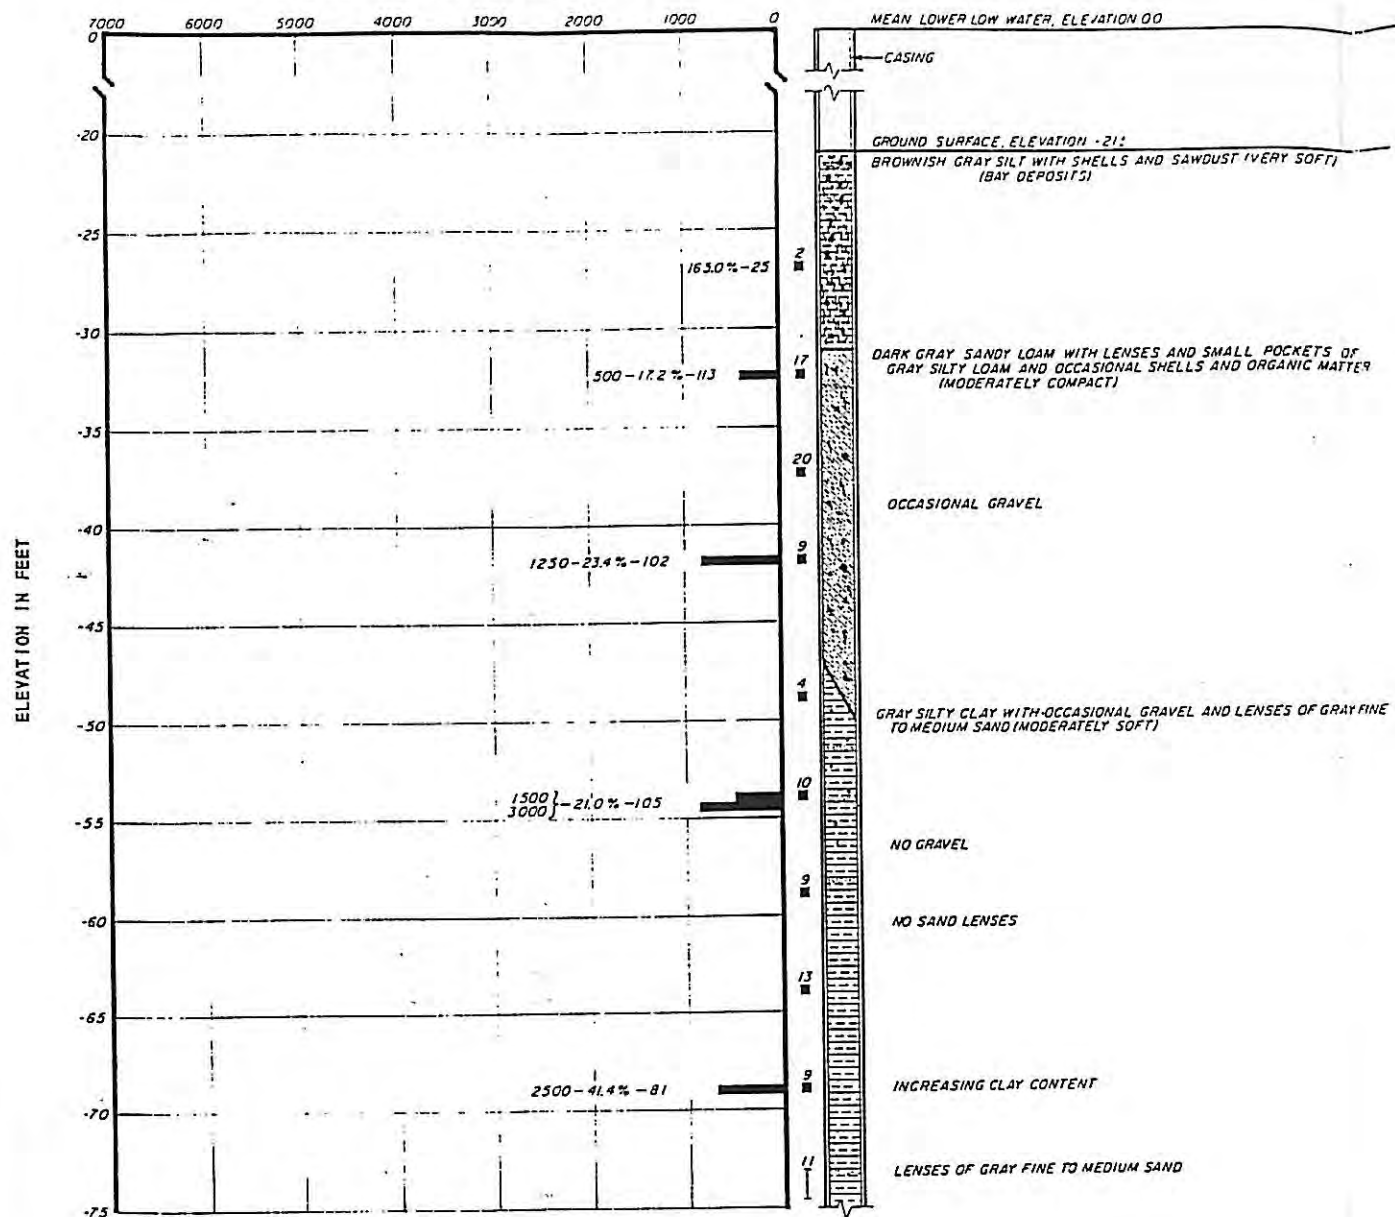 7000 6000 5000 4000 3000 2000 1000 0
MEAN LOWER LOW WATER, ELEVATION 0.0
0
CASING
-20
GROUND SURFACE, ELEVATION -21±
BROWNISH GRAY SILT WITH SHELLS AND SAWDUST (VERY SOFT)
(BAY DEPOSITS)
-25
2
163.0%-25
-30
DARK GRAY SANDY LOAM WITH LENSES AND SMALL POCKETS OF
GRAY SILTY LOAM AND OCCASIONAL SHELLS AND ORGANIC MATTER
(MODERATELY COMPACT)
17
500-17.2%-113
-35
20
OCCASIONAL GRAVEL
-40
9
1250-23.4%-102
-45
4
GRAY SILTY CLAY WITH OCCASIONAL GRAVEL AND LENSES OF GRAY FINE
TO MEDIUM SAND (MODERATELY SOFT)
-50
10
1500
3000 } -21.0%-105
-55
NO GRAVEL
9
-60
NO SAND LENSES
13
-65
9
2500-41.4%-81
INCREASING CLAY CONTENT
-70
11
LENSES OF GRAY FINE TO MEDIUM SAND
-75
ELEVATION IN FEET